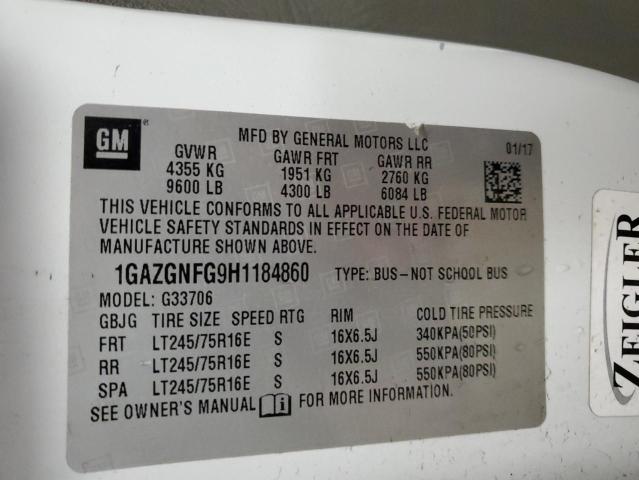 GM
MFD BY GENERAL MOTORS LLC 01/17
GVWR GAWR FRT GAWR RR
4355 KG 1951 KG 2760 KG
9600 LB 4300 LB 6084 LB
THIS VEHICLE CONFORMS TO ALL APPLICABLE U.S. FEDERAL MOTOR
VEHICLE SAFETY STANDARDS IN EFFECT ON THE DATE OF
MANUFACTURE SHOWN ABOVE.
1GAZGNFG9H1184860 TYPE: BUS-NOT SCHOOL BUS
MODEL: G33706
GBJG TIRE SIZE SPEED RTG RIM COLD TIRE PRESSURE
FRT LT245/75R16E S 16X6.5J 340KPA(50PSI)
RR LT245/75R16E S 16X6.5J 550KPA(80PSI)
SPA LT245/75R16E S 16X6.5J 550KPA(80PSI)
SEE OWNER'S MANUAL i FOR MORE INFORMATION.
ZEIGLER